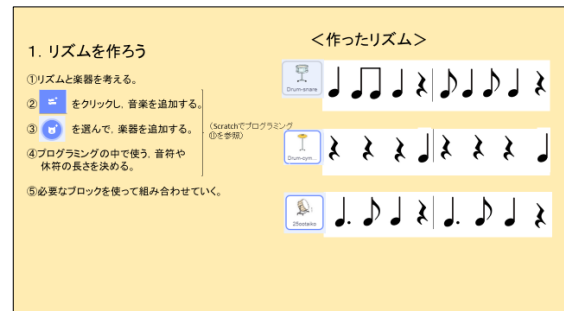 1．リズムを作ろう
①リズムと楽器を考える。
② をクリックし，音楽を追加する。
③ を選んで，楽器を追加する。
④プログラミングの中で使う，音符や
休符の長さを決める。
⑤必要なブロックを使って組み合わせていく。
（Scratchでプログラミング
①を参照）
＜作ったリズム＞
Drum-snare
Drum-cym...